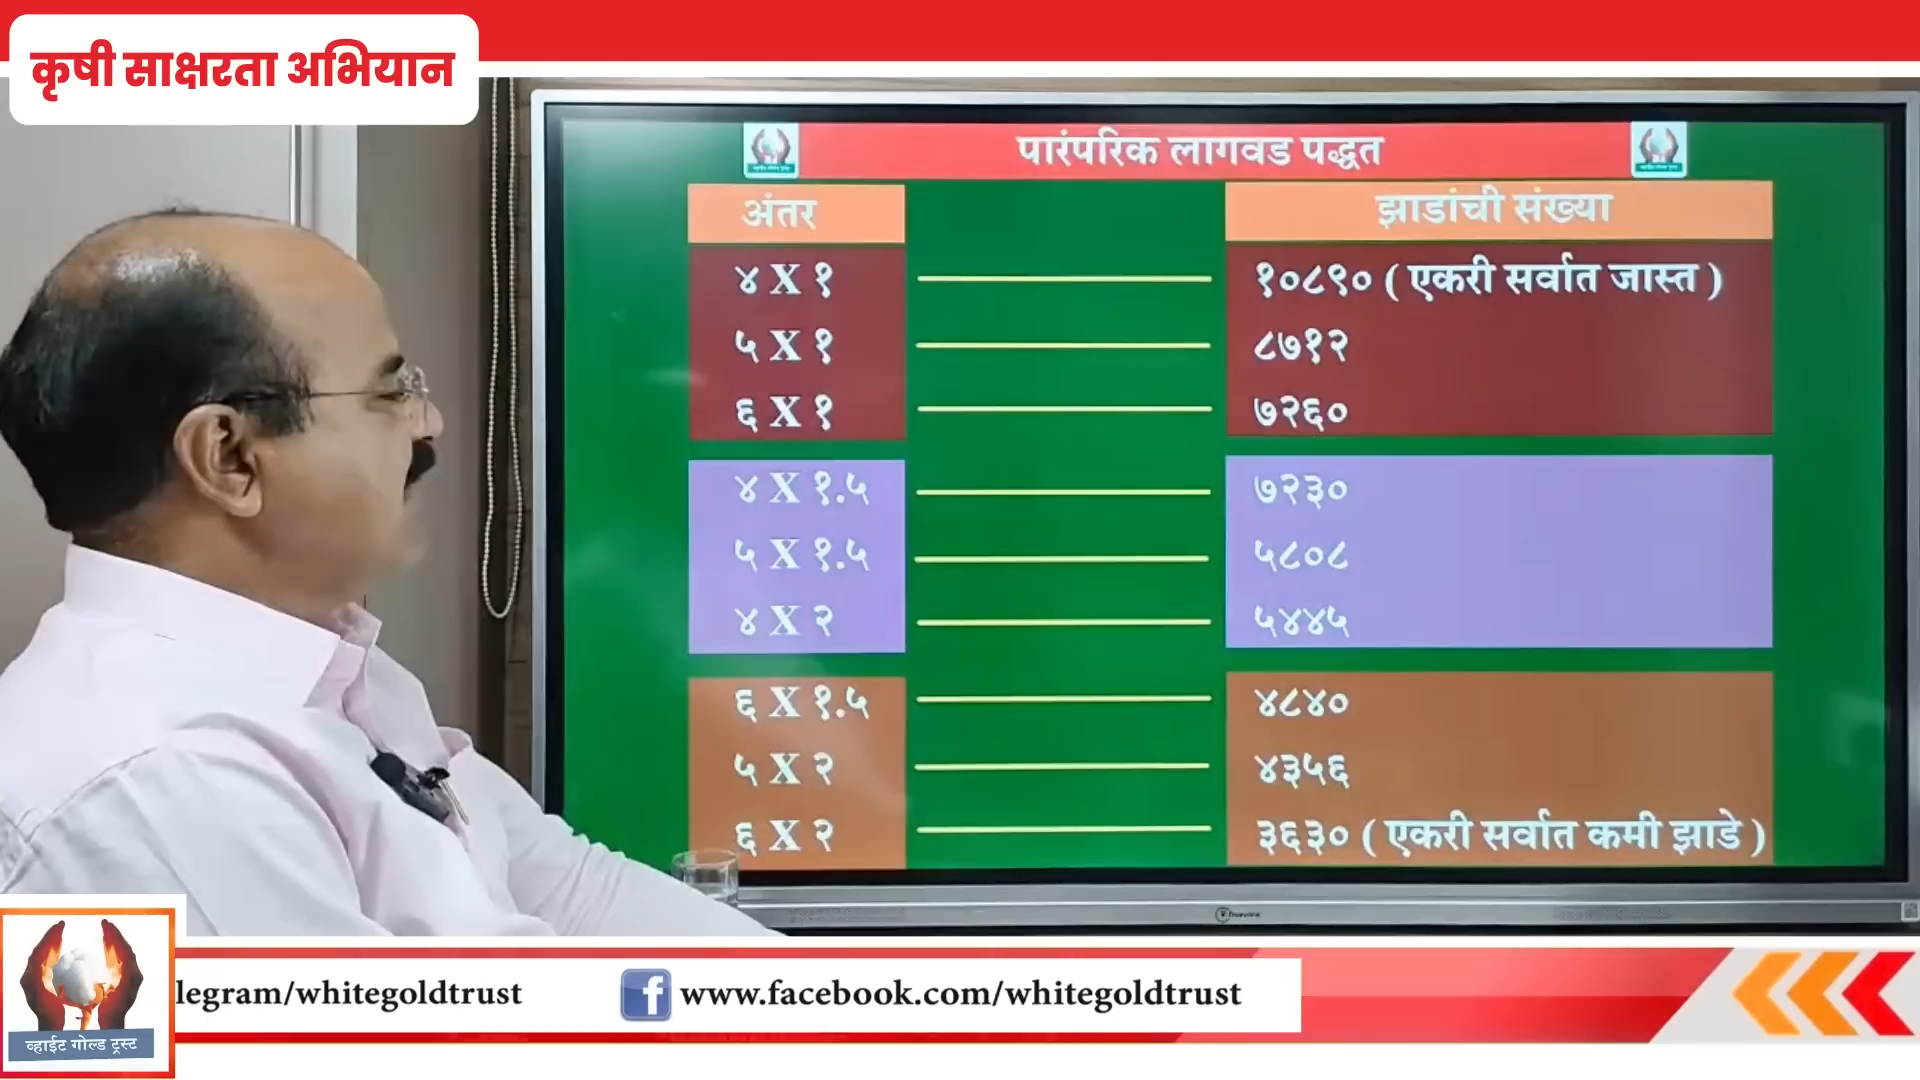 कृषी साक्षरता अभियान
पारंपरिक लागवड पद्धत
अंतर झाडांची संख्या
४ X १ १०८९० ( एकरी सर्वात जास्त )
५ X १ ८७१२
६ X १ ७२६०
४ X १.५ ७२३०
५ X १.५ ५८०८
४ X २ ५४४५
६ X १.५ ४८४०
५ X २ ४३५६
६ X २ ३६३० ( एकरी सर्वात कमी झाडे )
legram/whitegoldtrust f www.facebook.com/whitegoldtrust
व्हाईट गोल्ड ट्रस्ट